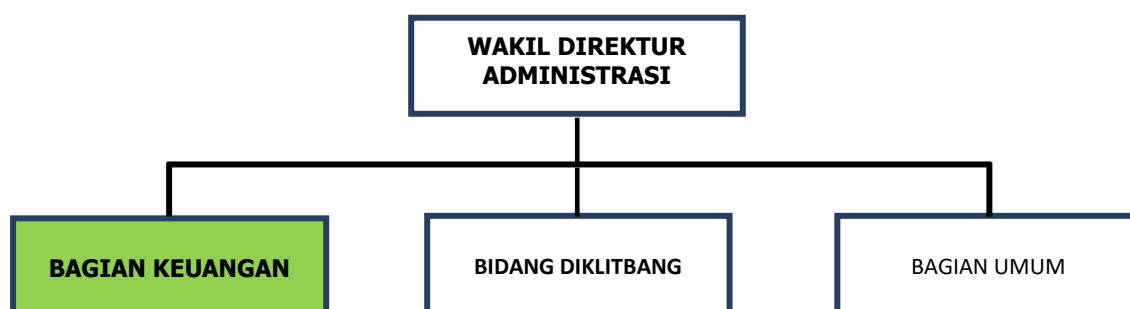 WAKIL DIREKTUR
ADMINISTRASI
BAGIAN KEUANGAN
BIDANG DIKLITBANG
BAGIAN UMUM